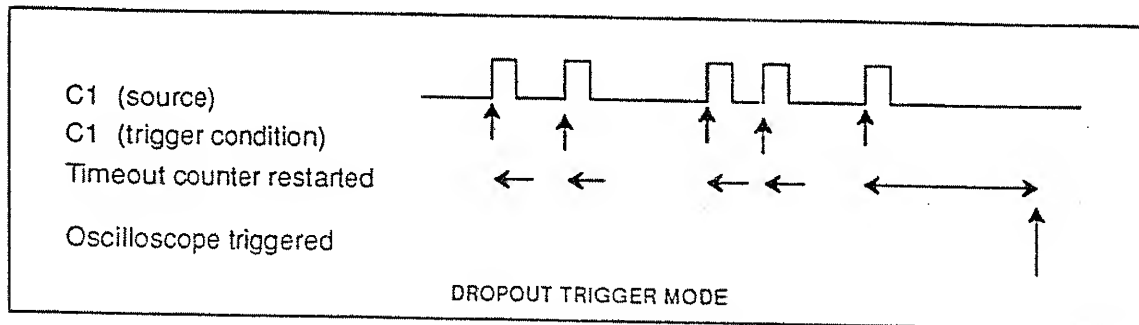 C1 (source)
C1 (trigger condition)
Timeout counter restarted
Oscilloscope triggered
DROPOUT TRIGGER MODE